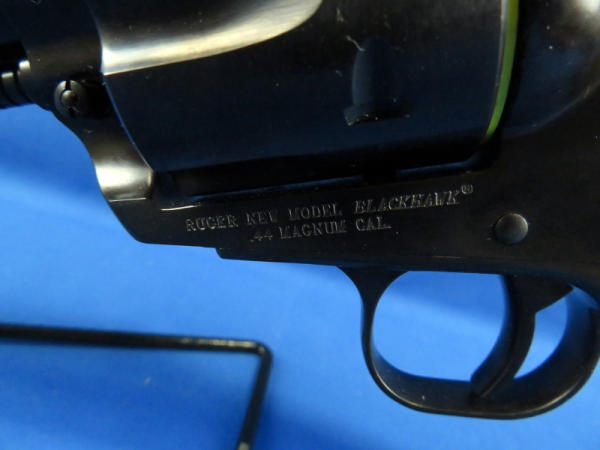 RUGER NEW MODEL BLACKHAWK®
.44 MAGNUM CAL.